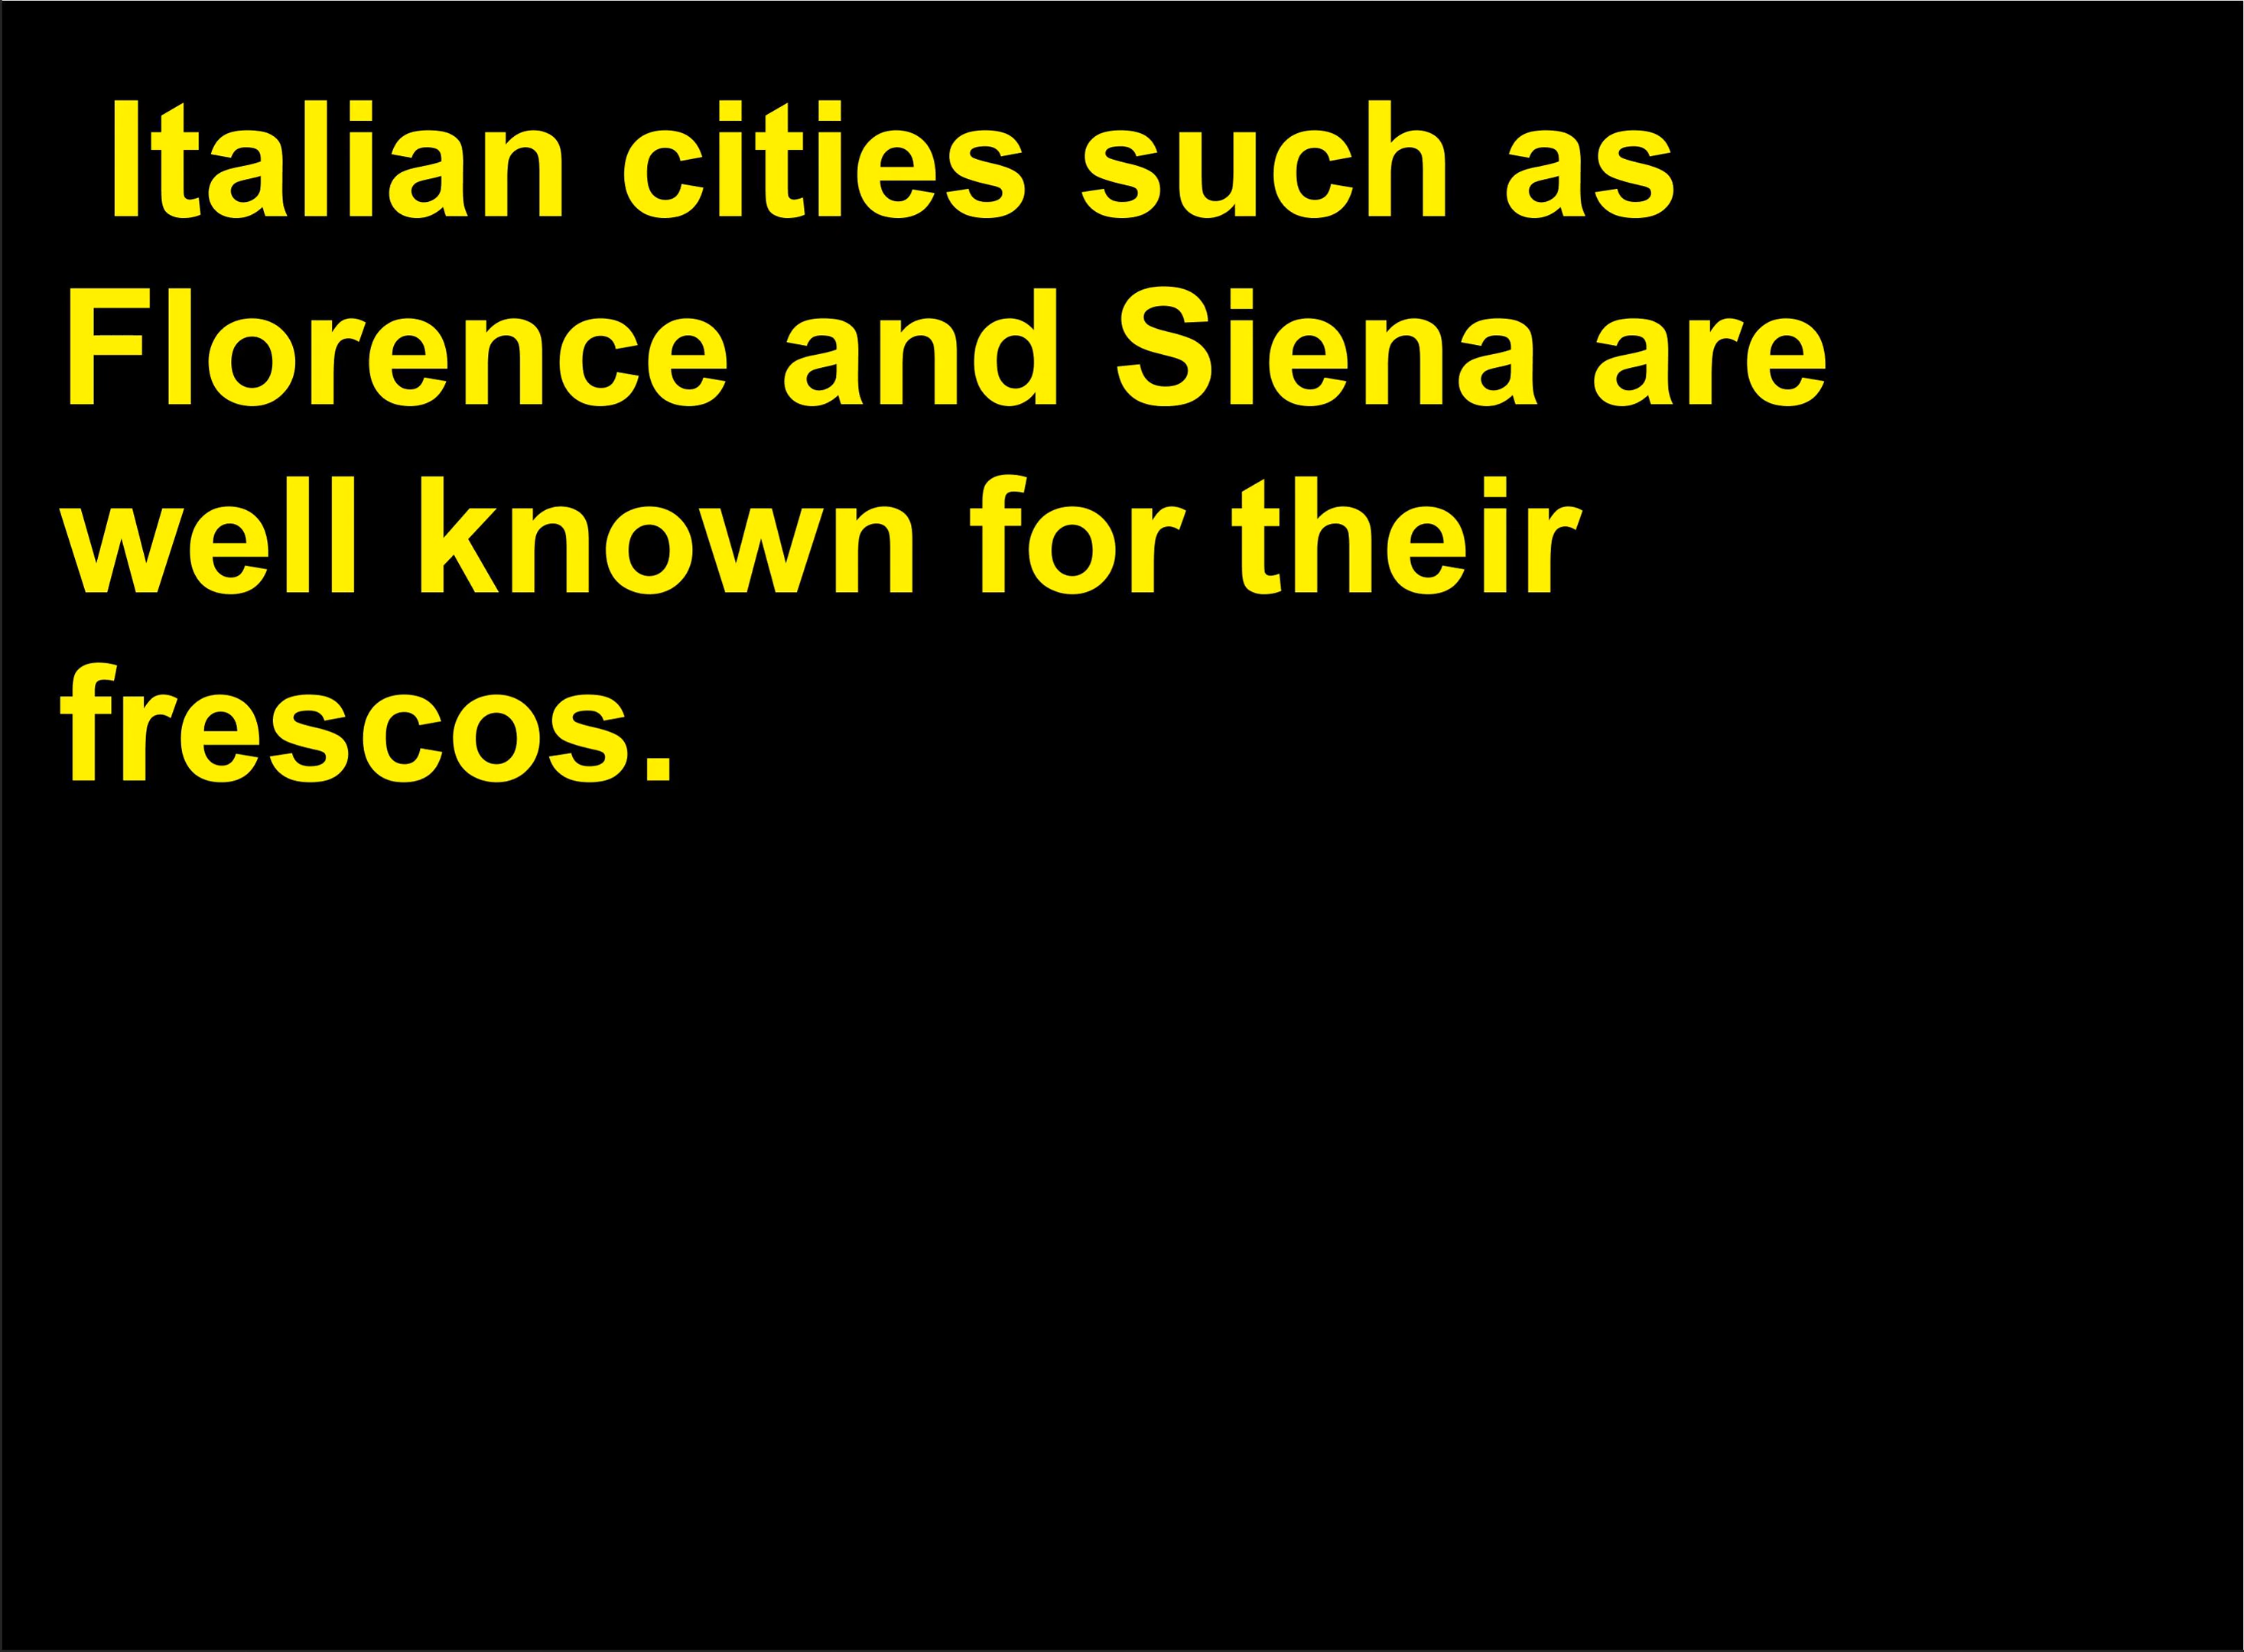 Italian cities such as
Florence and Siena are
well known for their
frescos.